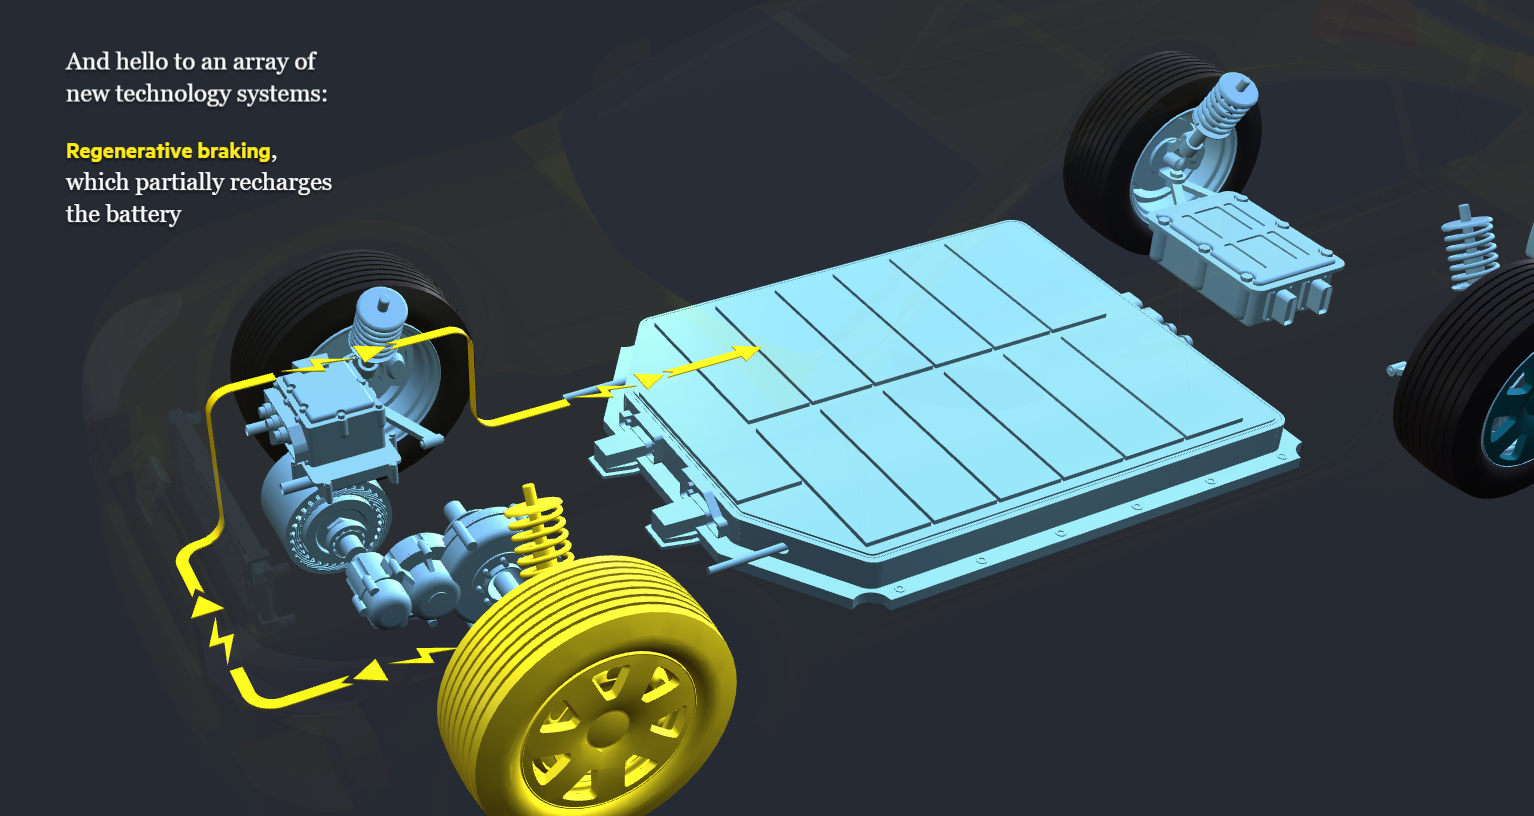 And hello to an array of
new technology systems:
Regenerative braking,
which partially recharges
the battery